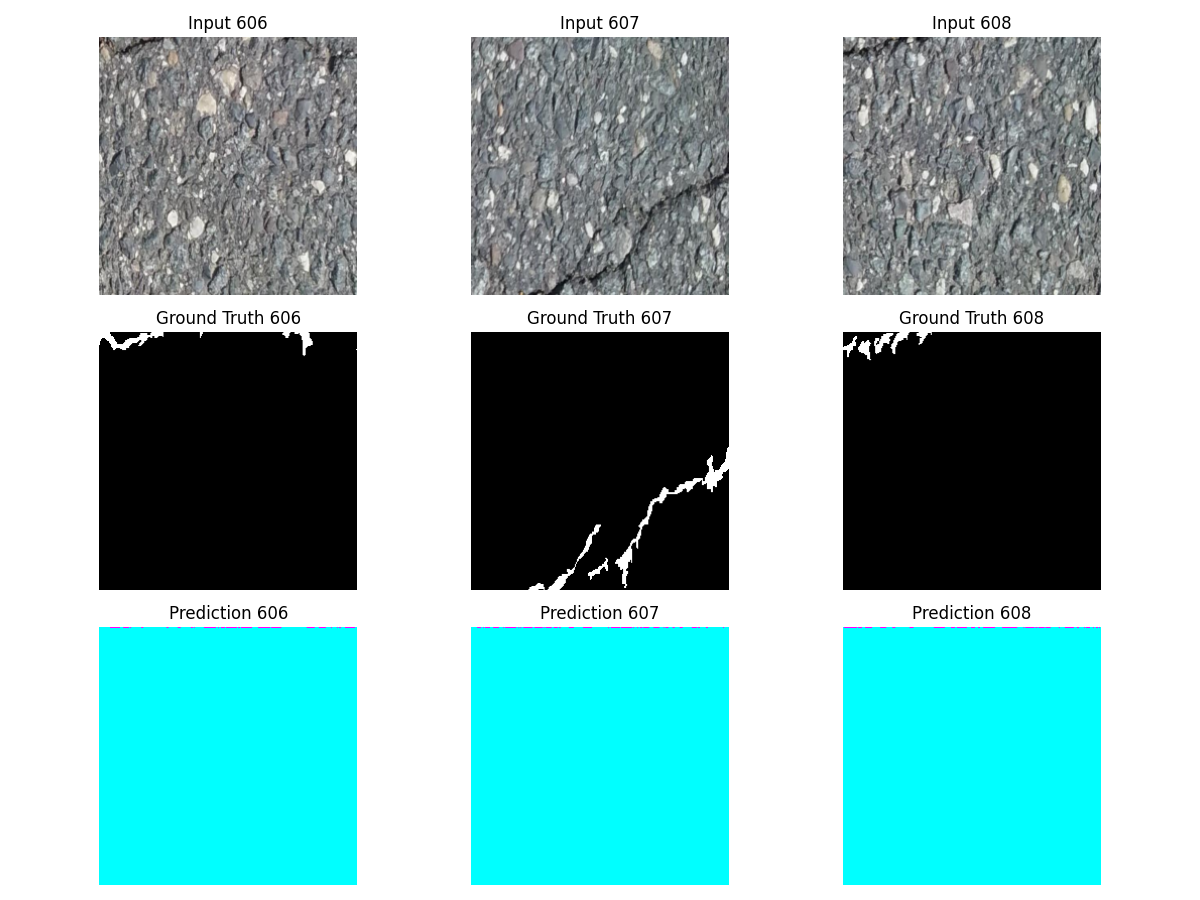 Input 606
Input 607
Input 608
Ground Truth 606
Ground Truth 607
Ground Truth 608
Prediction 606
Prediction 607
Prediction 608